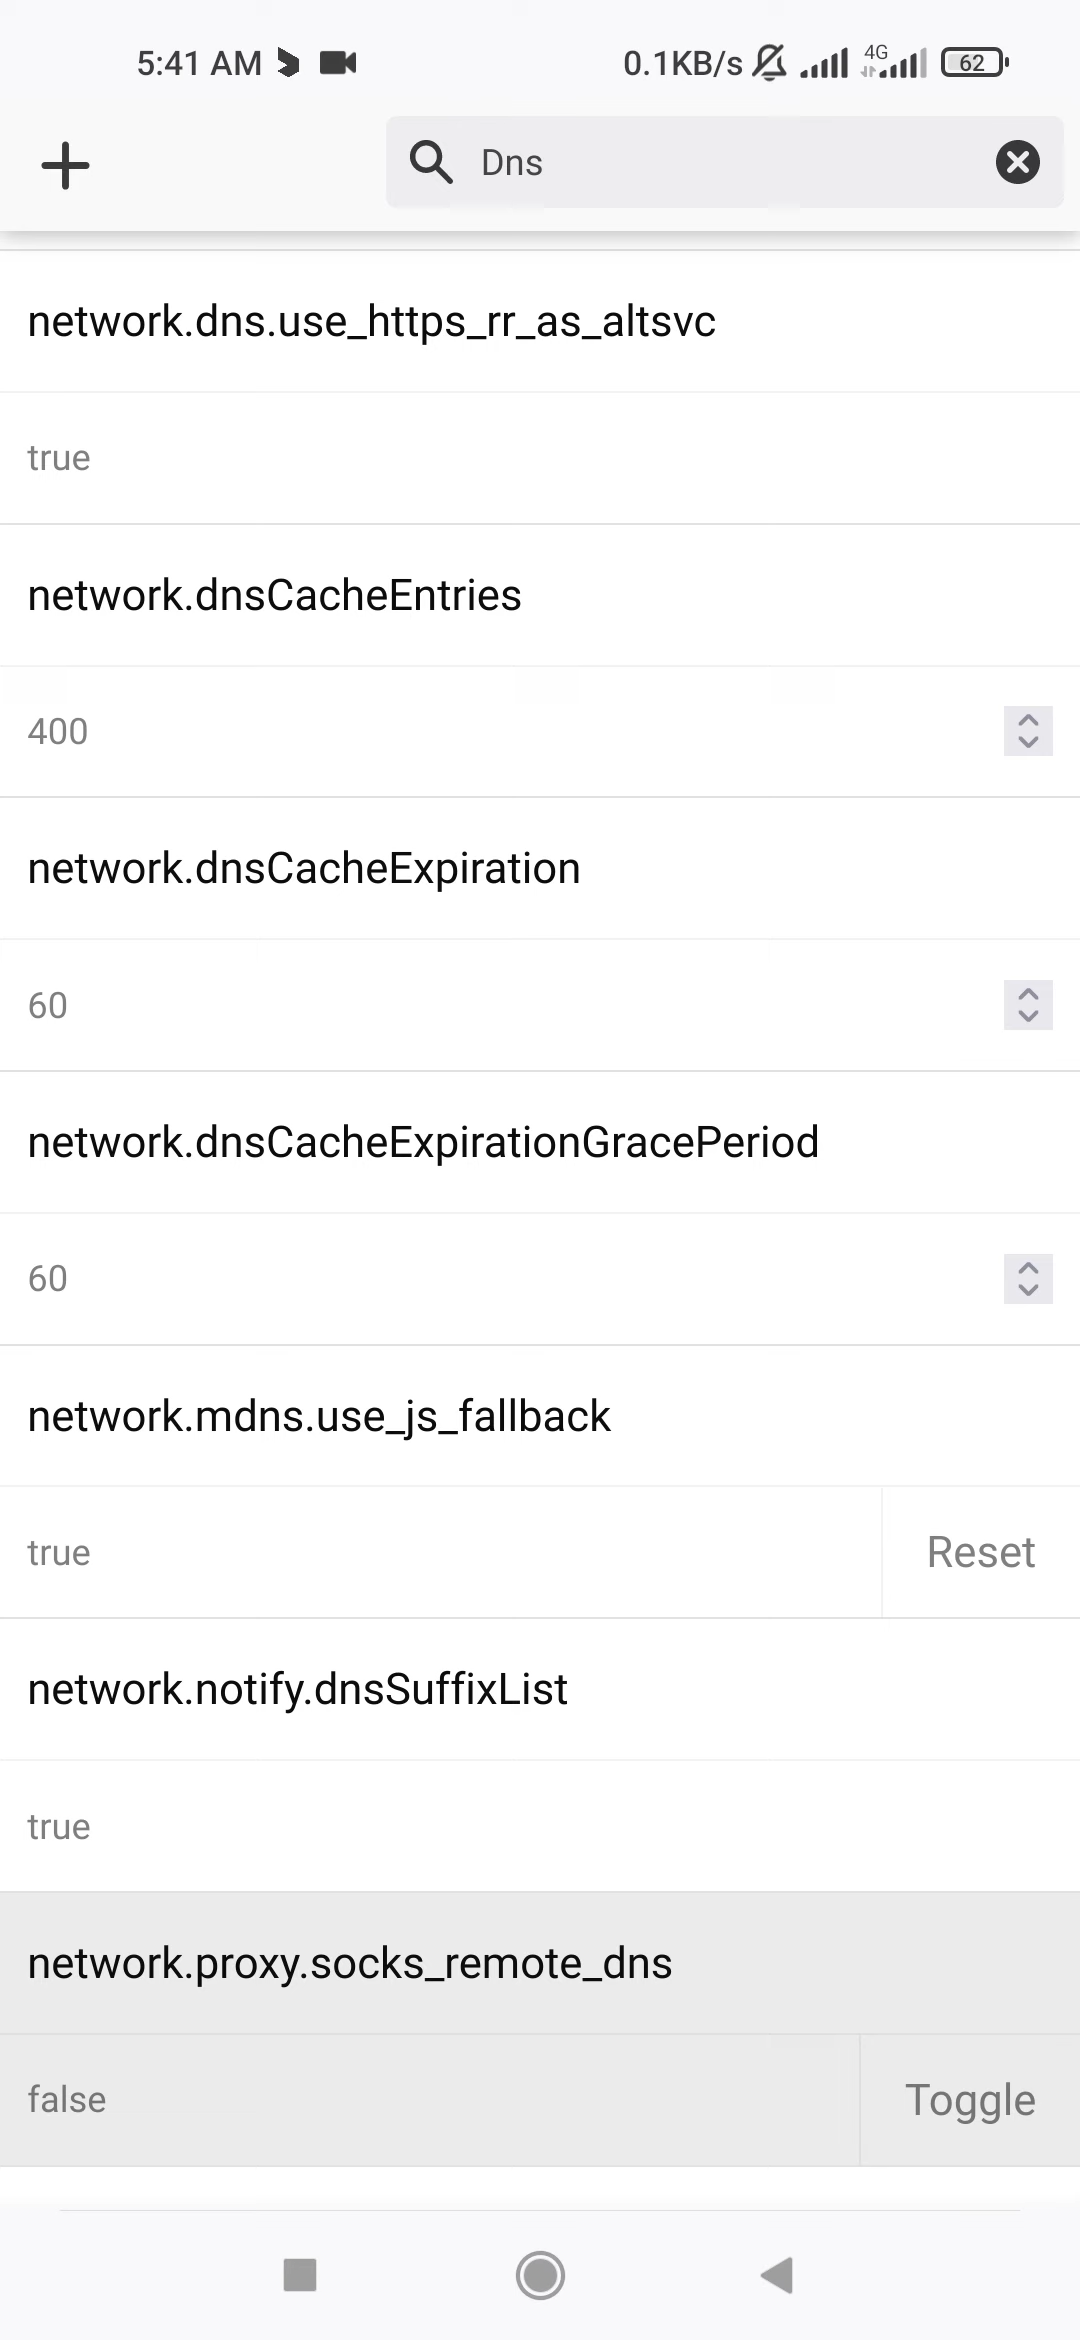 5:41 AM 0.1KB/s 4G 62
Dns
network.dns.use_https_rr_as_altsvc
true
network.dnsCacheEntries
400
network.dnsCacheExpiration
60
network.dnsCacheExpirationGracePeriod
60
network.mdns.use_js_fallback
true Reset
network.notify.dnsSuffixList
true
network.proxy.socks_remote_dns
false Toggle